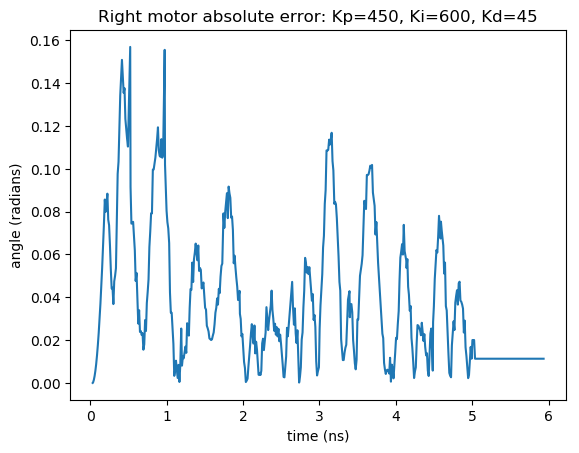 Right motor absolute error: Kp=450, Ki=600, Kd=45
angle (radians)
0.16
0.14
0.12
0.10
0.08
0.06
0.04
0.02
0.00
0 1 2 3 4 5 6
time (ns)